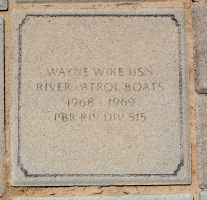 WAYNE WIKE USN
RIVER PATROL BOATS
1968 - 1969
PBR RIV DIV 515